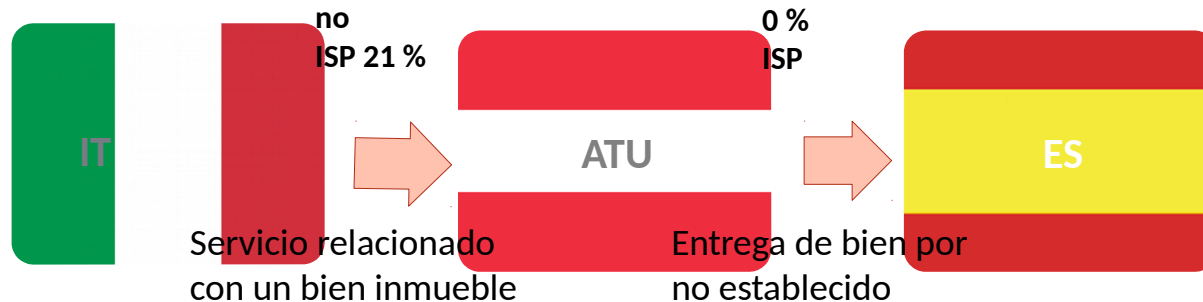 no
ISP 21 %
0 %
ISP
IT
ATU
ES
Servicio relacionado
con un bien inmueble
Entrega de bien por
no establecido